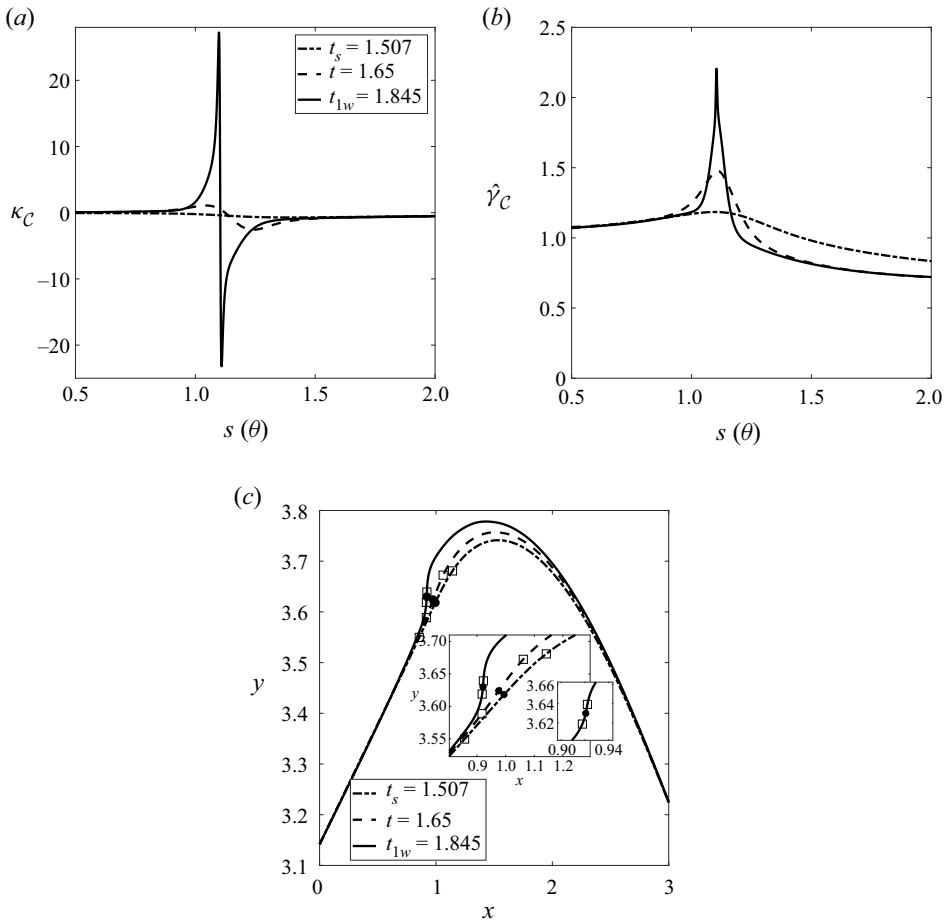 (a)
20
10
κ_C
0
–10
–20
0.5 1.0 1.5 2.0
s (θ)
t_s = 1.507
t = 1.65
t_{1w} = 1.845
(b)
2.5
2.0
1.5
γ̂_C
1.0
0.5
0
0.5 1.0 1.5 2.0
s (θ)
(c)
3.8
3.7
3.6
3.5
y
3.4
3.3
3.2
3.1
0 1 2 3
x
3.70
3.65
y
3.60
3.55
0.9 1.0 1.1 1.2
x
3.66
3.64
3.62
0.90 0.94
t_s = 1.507
t = 1.65
t_{1w} = 1.845